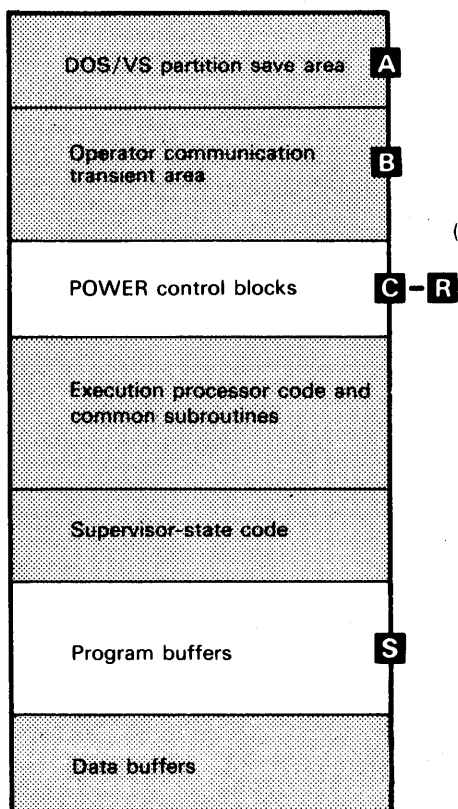 DOS/VS partition save area A
Operator communication B
transient area
(
POWER control blocks C-R
Execution processor code and
common subroutines
Supervisor-state code
Program buffers S
Data buffers